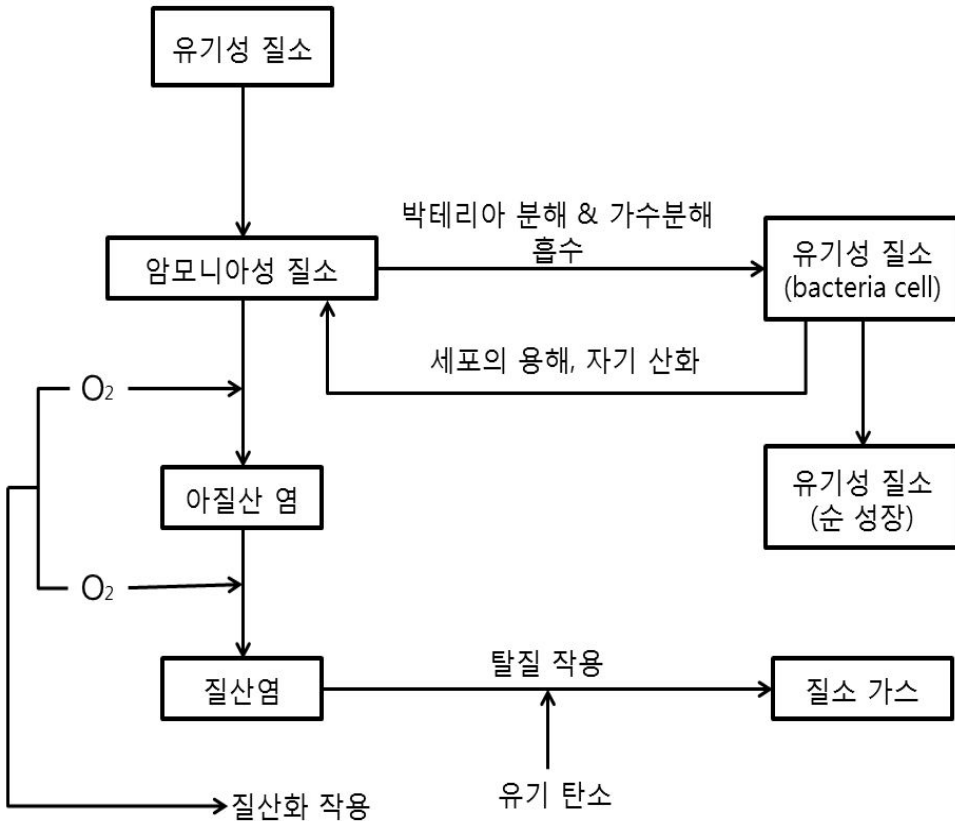 유기성 질소
박테리아 분해 & 가수분해
흡수
암모니아성 질소
유기성 질소
(bacteria cell)
세포의 용해, 자기 산화
O₂
아질산 염
유기성 질소
(순 성장)
O₂
탈질 작용
질산염
질소 가스
유기 탄소
질산화 작용